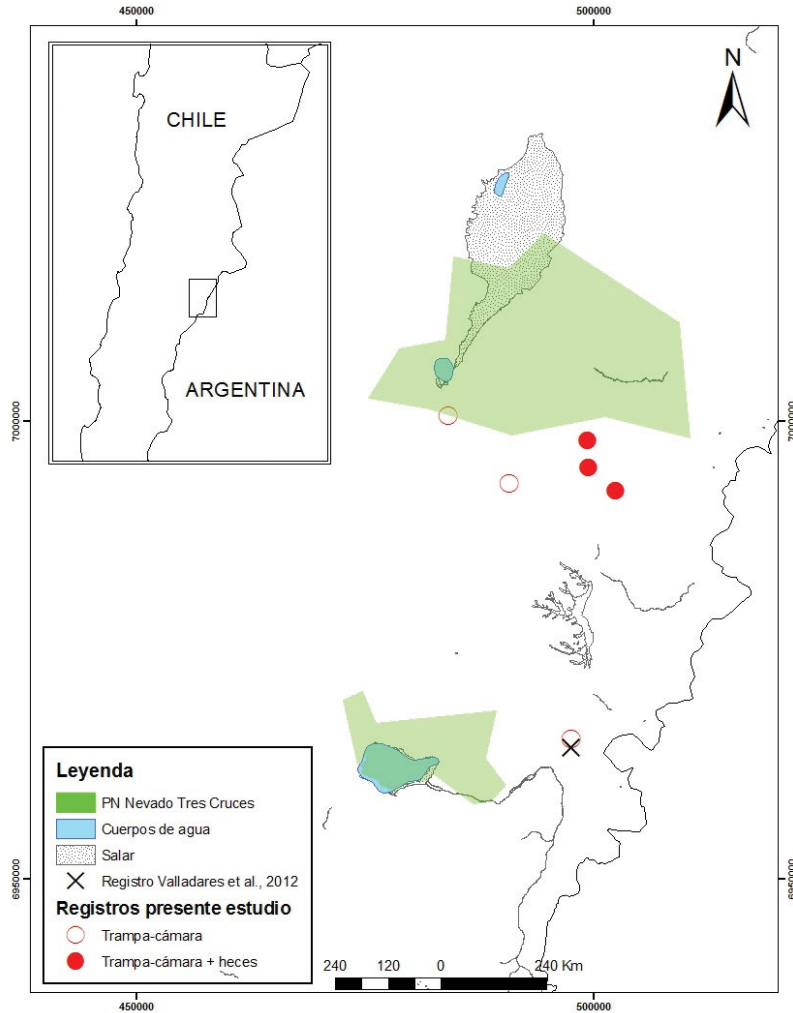 450000 500000
N
CHILE
ARGENTINA
7000000 7000000
6950000 6950000
Leyenda
PN Nevado Tres Cruces
Cuerpos de agua
Salar
Registro Valladares et al., 2012
Registros presente estudio
Trampa-cámara
Trampa-cámara + heces
240 120 0 240 Km
450000 500000